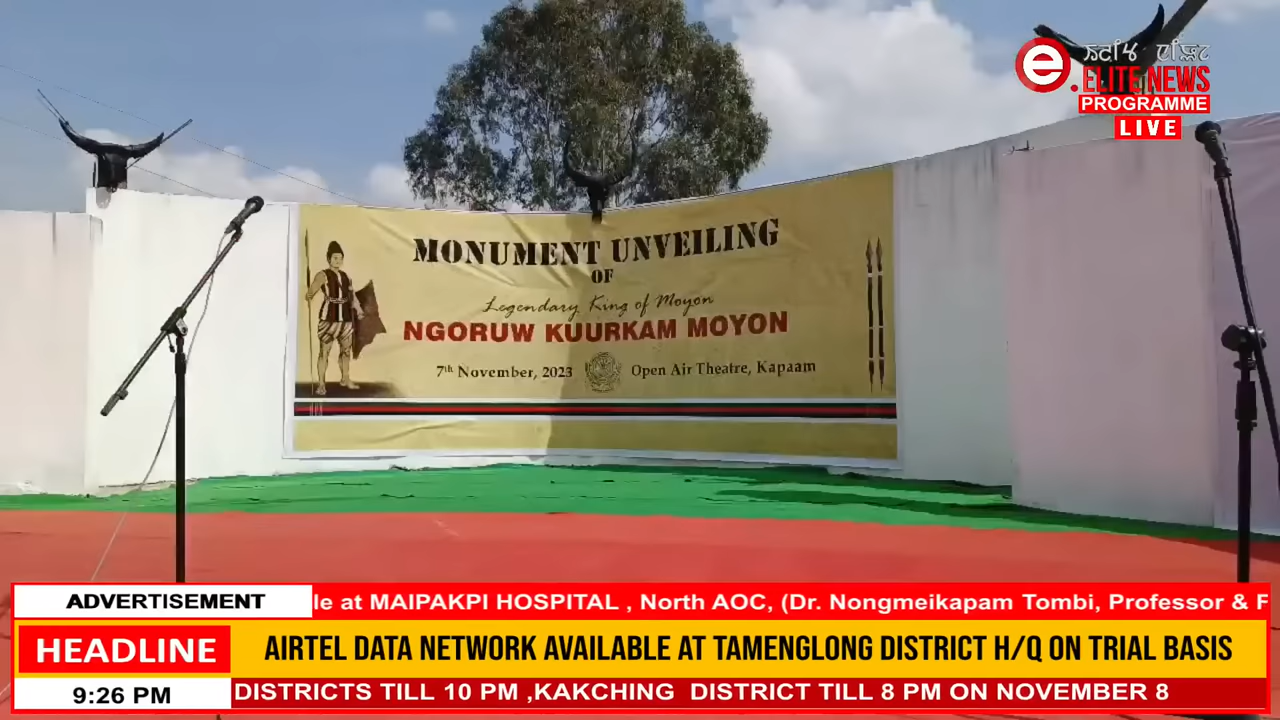 e.ELITE NEWS
PROGRAMME
LIVE
MONUMENT UNVEILING
OF
Legendary King of Moyon
NGORUW KUURKAM MOYON
7th November, 2023 Open Air Theatre, Kapaam
ADVERTISEMENT le at MAIPAKPI HOSPITAL , North AOC, (Dr. Nongmeikapam Tombi, Professor & F
HEADLINE AIRTEL DATA NETWORK AVAILABLE AT TAMENGLONG DISTRICT H/Q ON TRIAL BASIS
9:26 PM DISTRICTS TILL 10 PM ,KAKCHING DISTRICT TILL 8 PM ON NOVEMBER 8